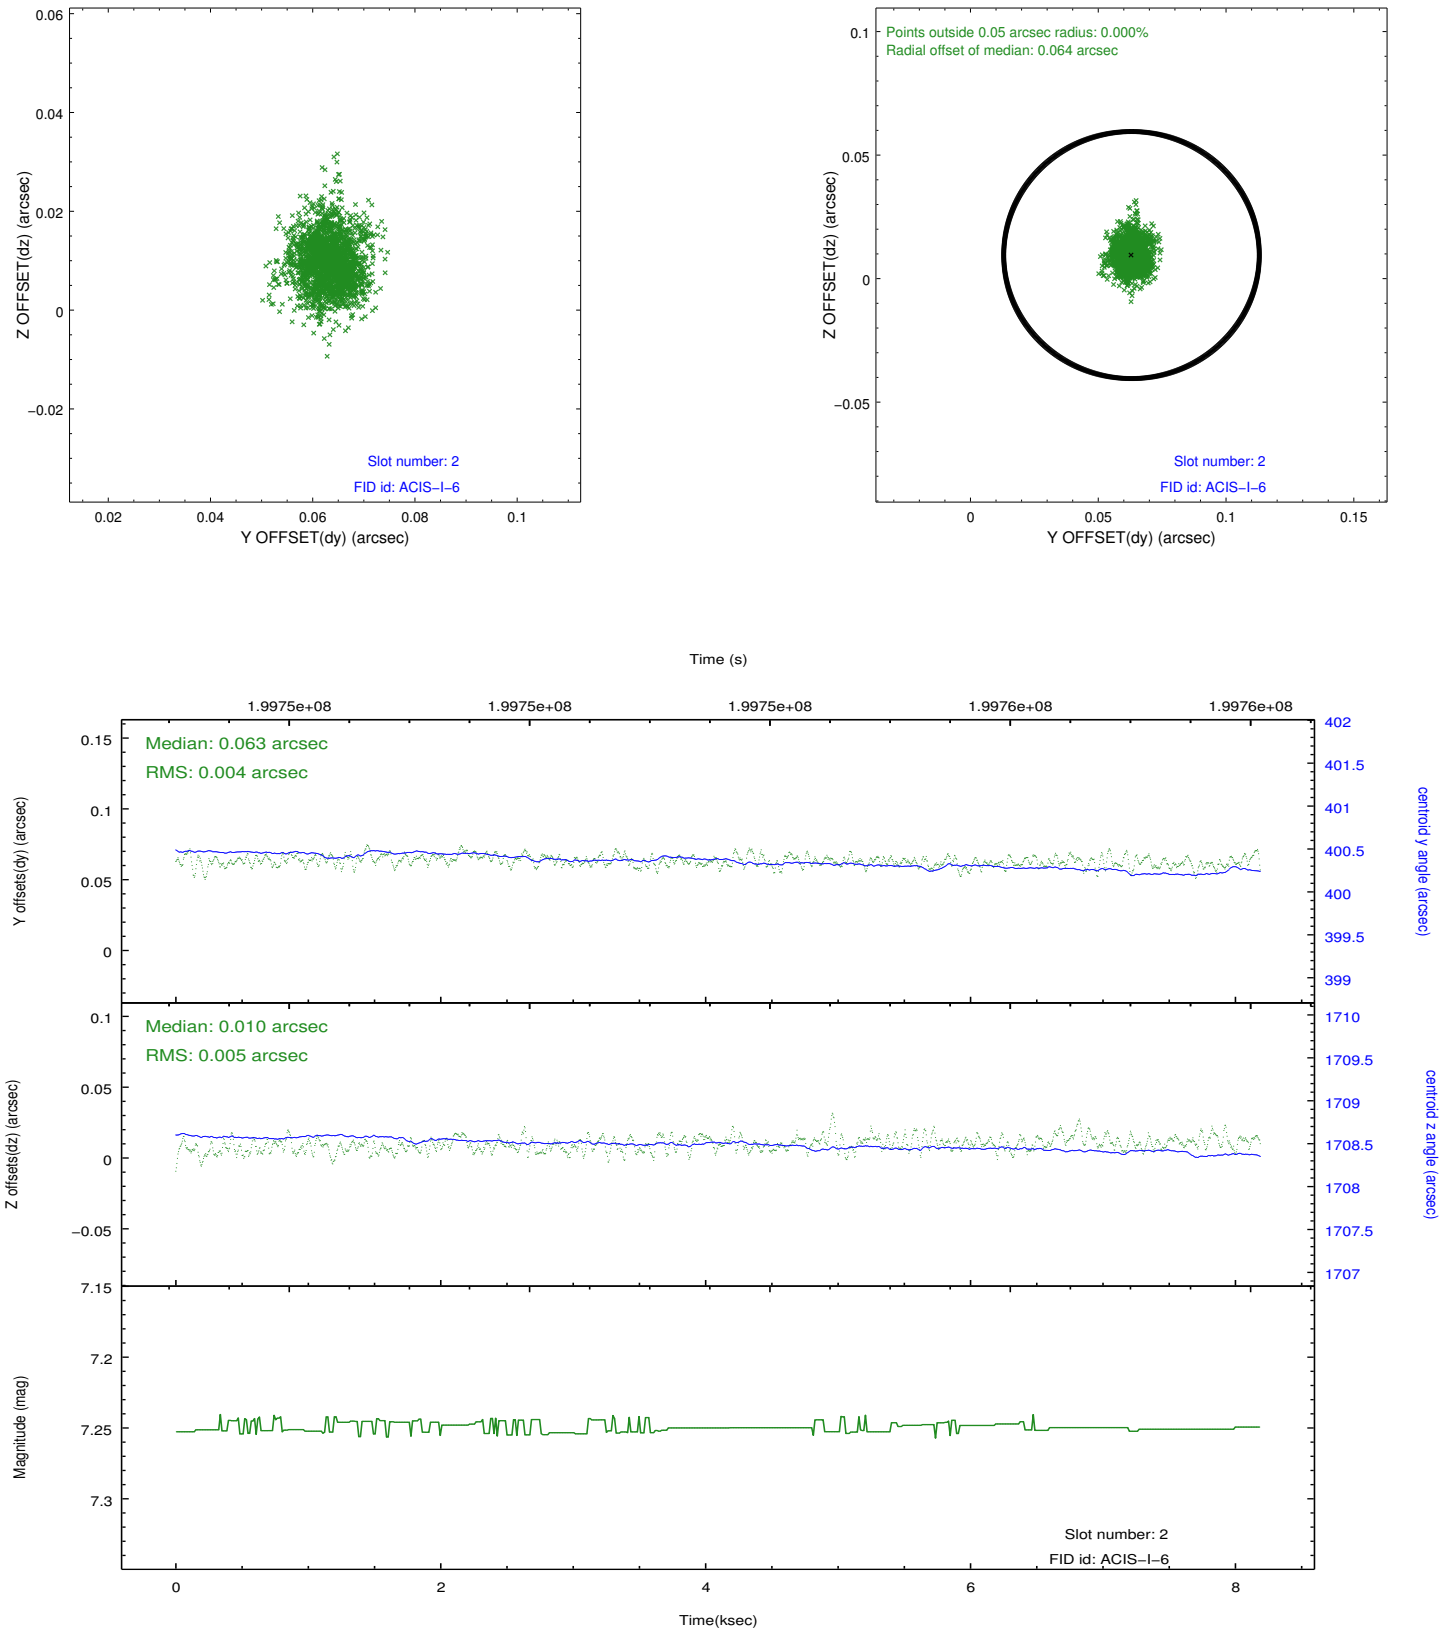 0.06
0.04
0.02
0
−0.02
Z OFFSET(dz) (arcsec)
Slot number: 2
FID id: ACIS−I−6
0.02 0.04 0.06 0.08 0.1
Y OFFSET(dy) (arcsec)
Points outside 0.05 arcsec radius: 0.000%
Radial offset of median: 0.064 arcsec
0.1
0.05
0
−0.05
Z OFFSET(dz) (arcsec)
Slot number: 2
FID id: ACIS−I−6
0 0.05 0.1 0.15
Y OFFSET(dy) (arcsec)
Time (s)
1.9975e+08 1.9975e+08 1.9975e+08 1.9976e+08 1.9976e+08
Median: 0.063 arcsec
RMS: 0.004 arcsec
0.15
0.1
0.05
0
Y offsets(dy) (arcsec)
402
401.5
401
400.5
400
399.5
399
centroid y angle (arcsec)
Median: 0.010 arcsec
RMS: 0.005 arcsec
0.1
0.05
0
−0.05
Z offsets(dz) (arcsec)
1710
1709.5
1709
1708.5
1708
1707.5
1707
centroid z angle (arcsec)
7.15
7.2
7.25
7.3
Magnitude (mag)
Slot number: 2
FID id: ACIS−I−6
0 2 4 6 8
Time(ksec)